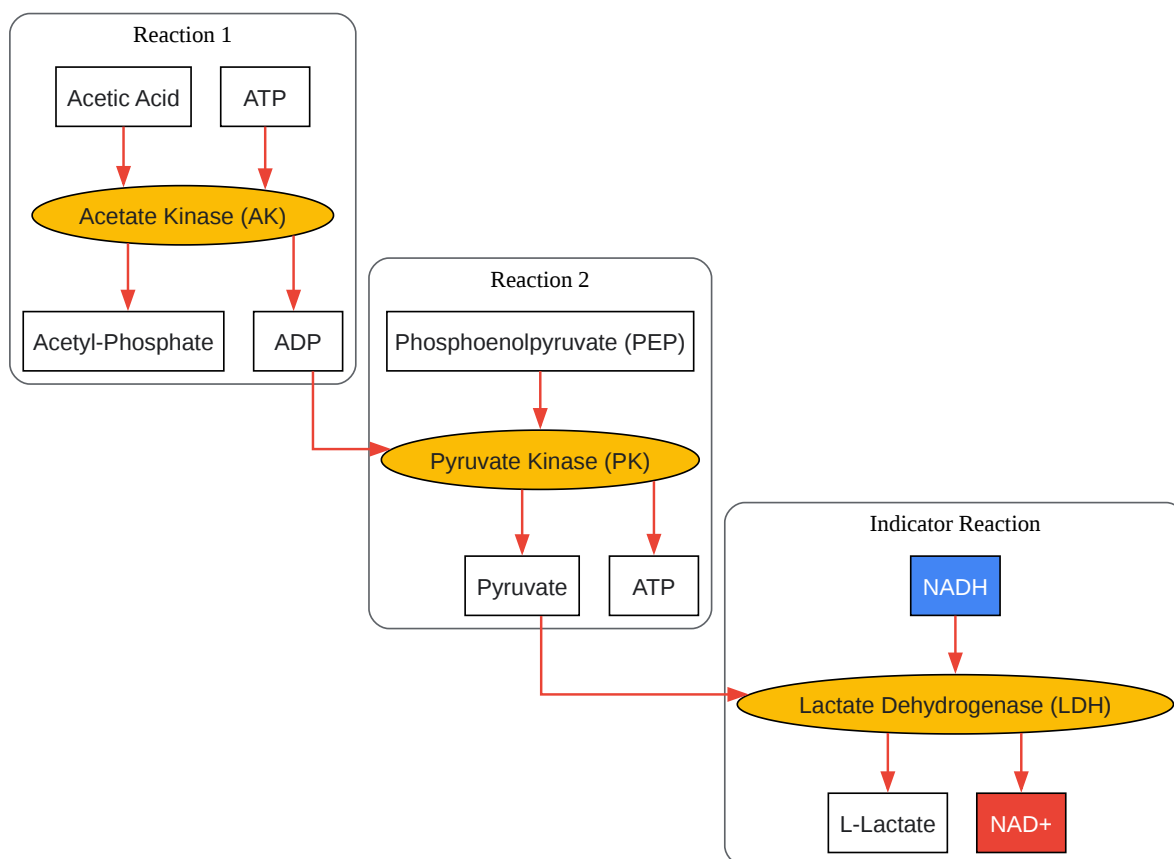 Reaction 1
Acetic Acid
ATP
Acetate Kinase (AK)
Acetyl-Phosphate
ADP
Reaction 2
Phosphoenolpyruvate (PEP)
Pyruvate Kinase (PK)
Pyruvate
ATP
Indicator Reaction
NADH
Lactate Dehydrogenase (LDH)
L-Lactate
NAD+